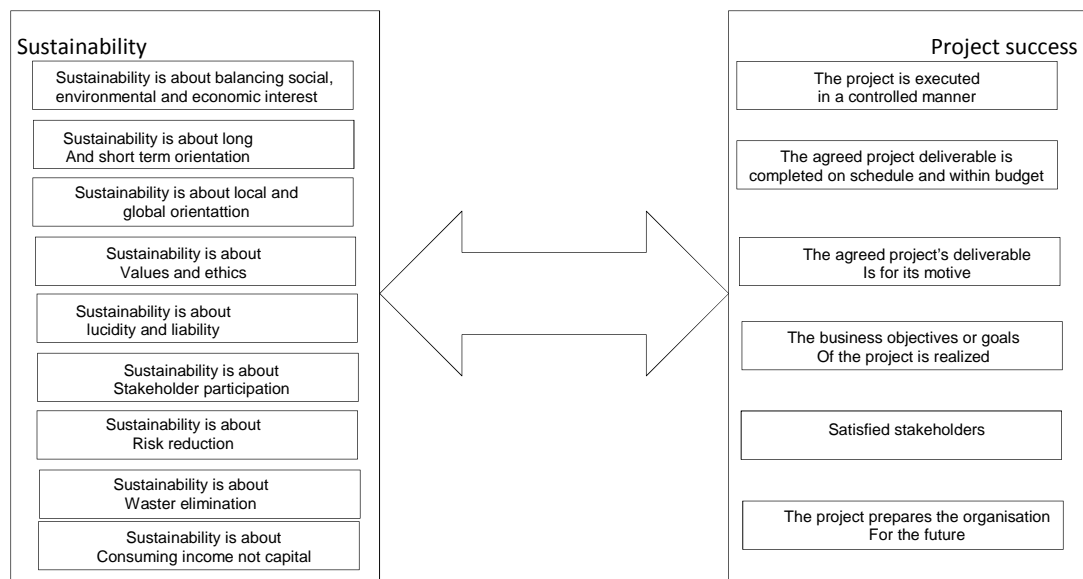 Sustainability
Sustainability is about balancing social,
environmental and economic interest
Sustainability is about long
And short term orientation
Sustainability is about local and
global orientattion
Sustainability is about
Values and ethics
Sustainability is about
lucidity and liability
Sustainability is about
Stakeholder participation
Sustainability is about
Risk reduction
Sustainability is about
Waster elimination
Sustainability is about
Consuming income not capital
Project success
The project is executed
in a controlled manner
The agreed project deliverable is
completed on schedule and within budget
The agreed project’s deliverable
Is for its motive
The business objectives or goals
Of the project is realized
Satisfied stakeholders
The project prepares the organisation
For the future